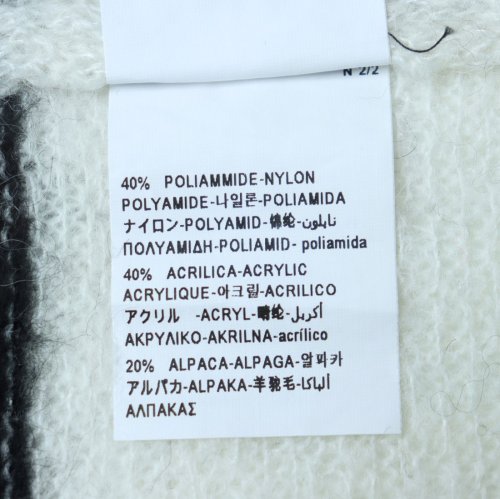 N 2/2
40% POLIAMMIDE-NYLON
POLYAMIDE-나일론-POLIAMIDA
ナイロン-POLYAMID-锦纶-نايلون
ΠΟΛΥΑΜΙΔΗ-POLIAMID- poliamida
40% ACRILICA-ACRYLIC
ACRYLIQUE-아크릴-ACRILICO
アクリル -ACRYL-晴纶-أكريل
ΑΚΡΥΛΙΚΟ-AKRILNA-acrílico
20% ALPACA-ALPAGA-알파카
アルパカ-ALPAKA-羊驼毛-ألباكا
ΑΛΠΑΚΑΣ